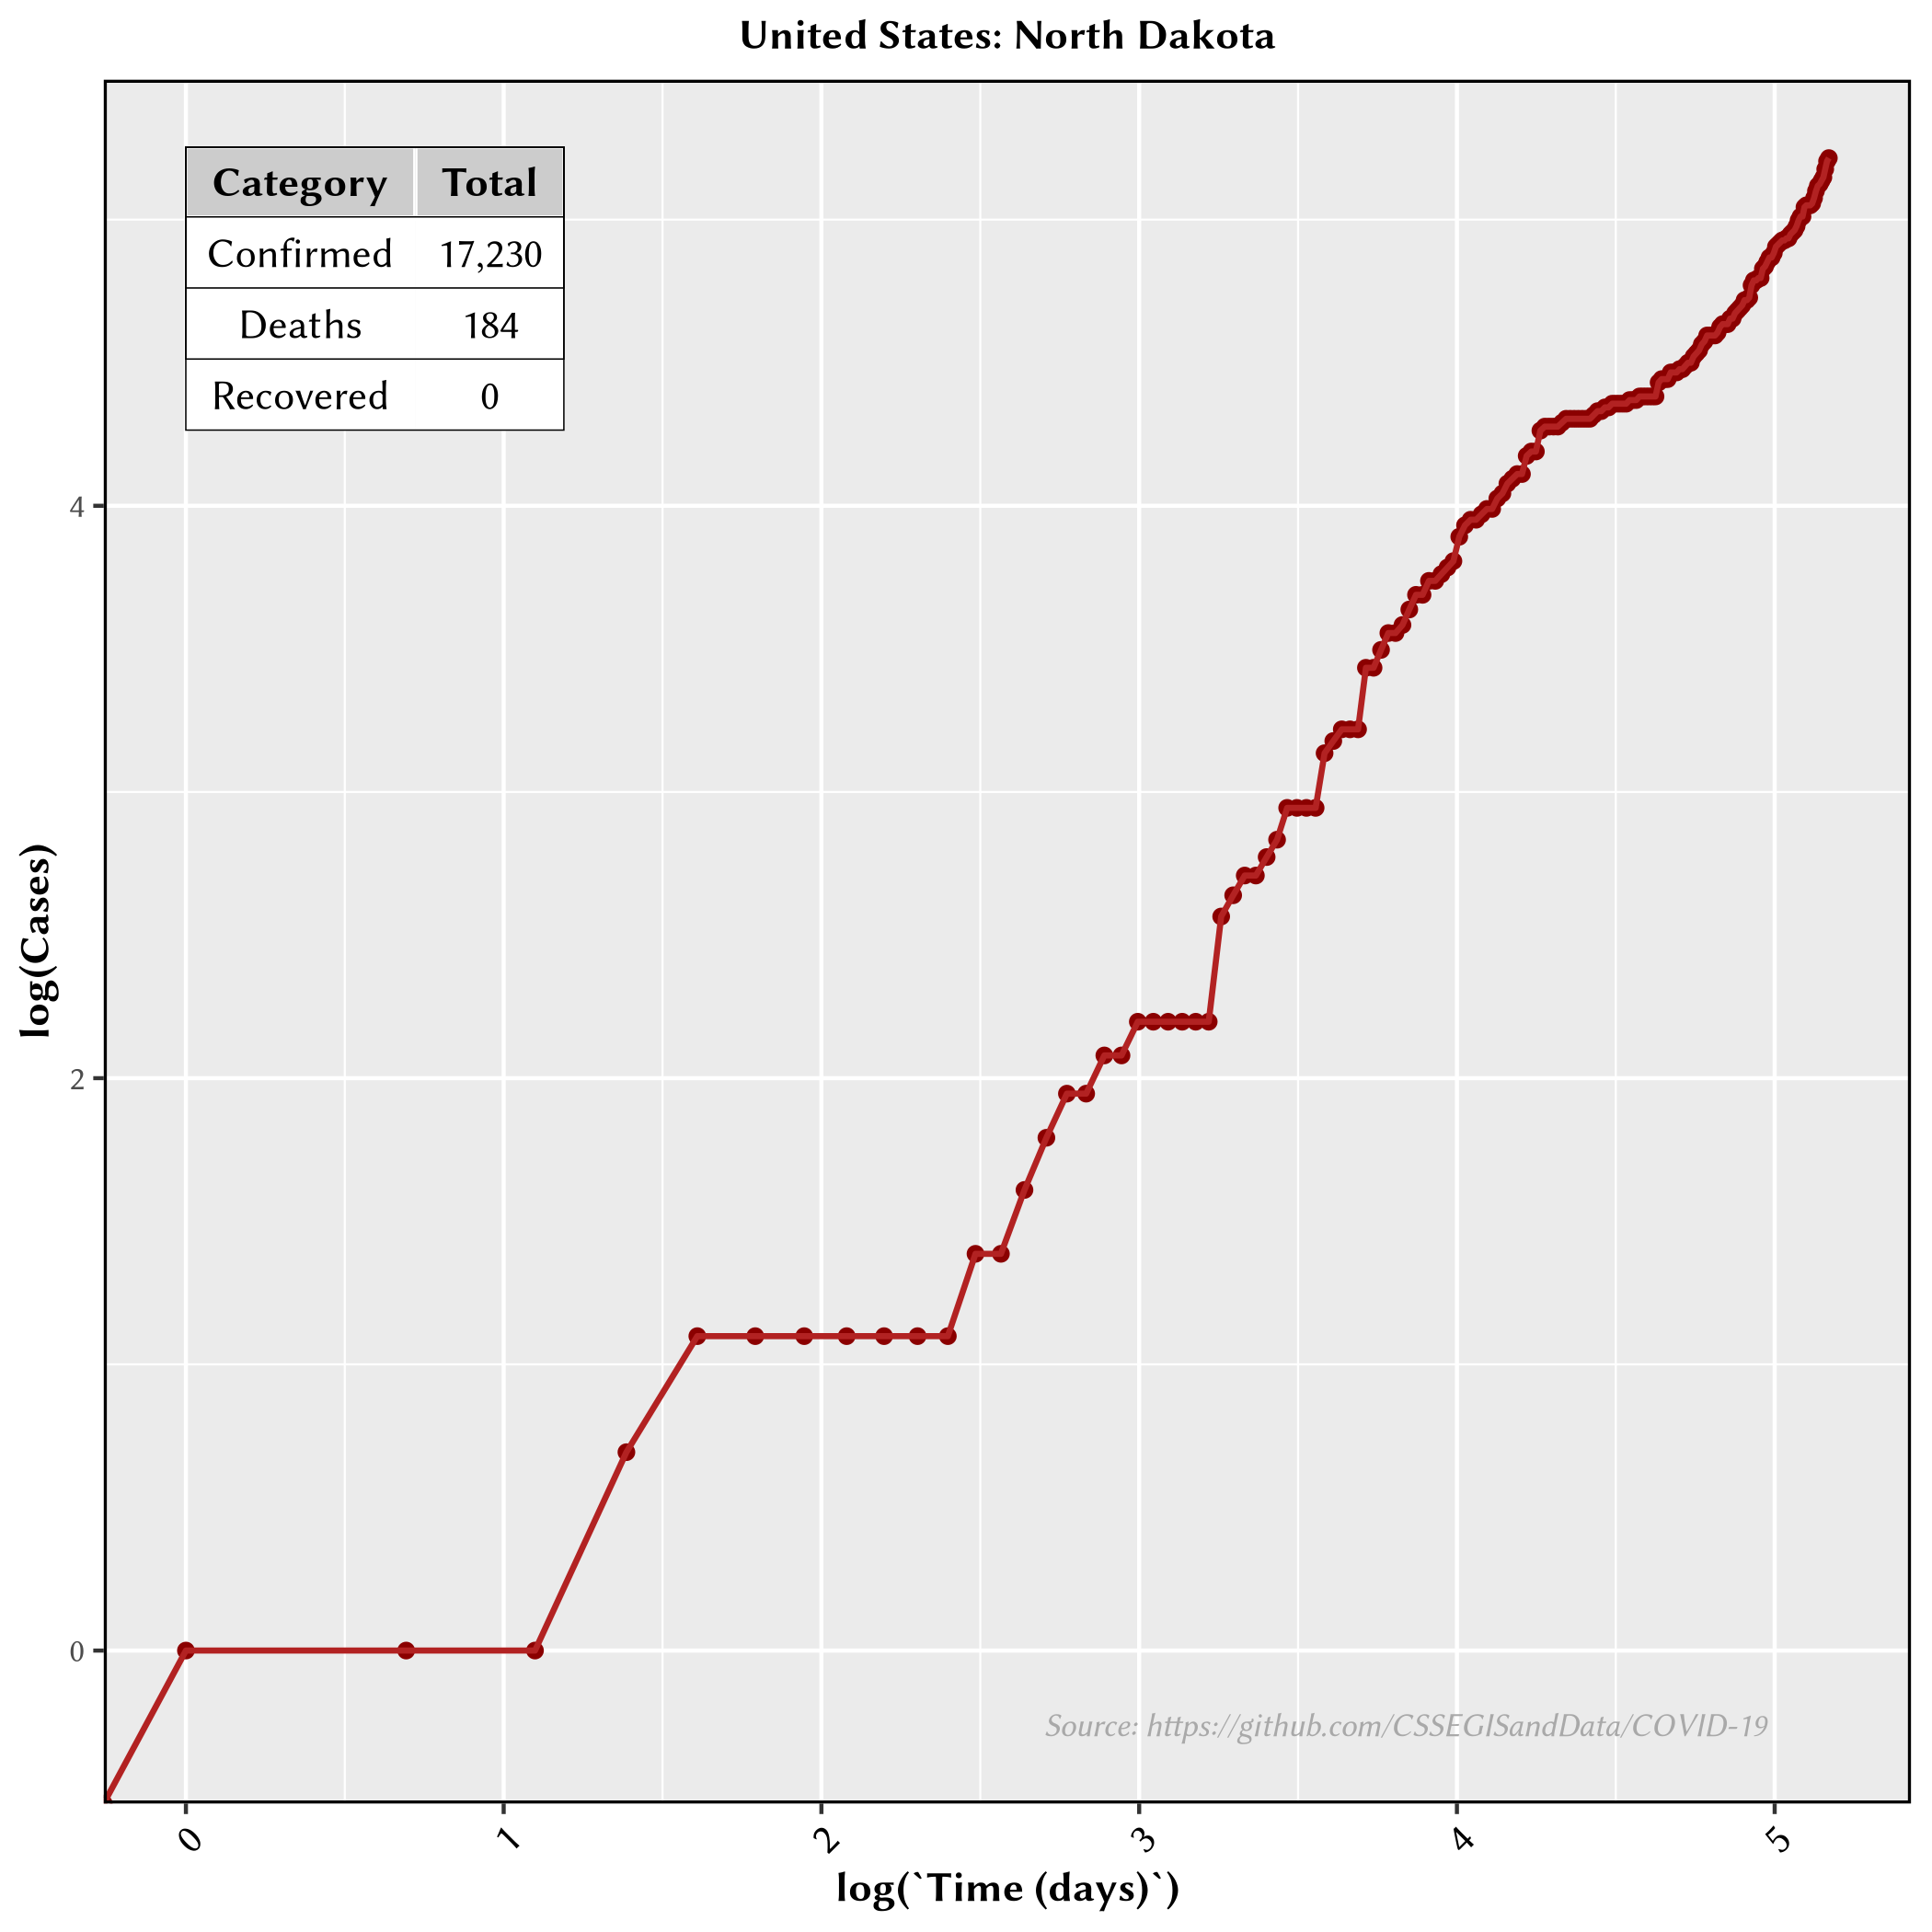 United States: North Dakota
Category Total
Confirmed 17,230
Deaths 184
Recovered 0
4
2
0
log(Cases)
Source: https://github.com/CSSEGISandData/COVID-19
0 1 2 3 4 5
log(`Time (days)`)